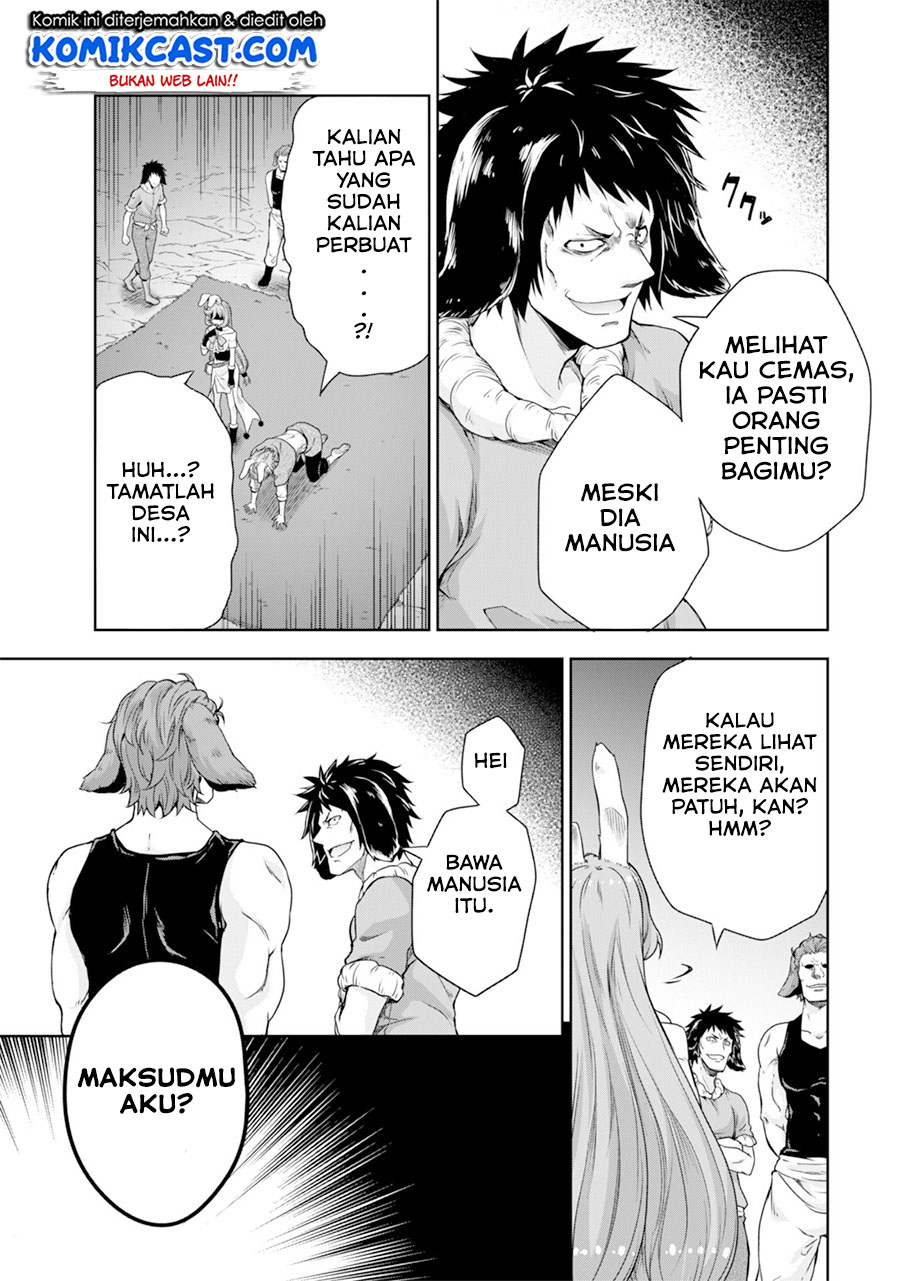 Komik ini diterjemahkan & diedit oleh
KOMIKCAST.COM
BUKAN WEB LAIN!!
ククク
ッ
MELIHAT
KAU CEMAS,
IA PASTI
ORANG
PENTING
BAGIMU?
MESKI
DIA
MANUSIA
KALIAN
TAHU APA
YANG
SUDAH
KALIAN
PERBUAT
.
.
.
?!
HUH...?
TAMATLAH
DESA
INI...?
KALAU
MEREKA LIHAT
SENDIRI,
MEREKA AKAN
PATUH, KAN?
HMM?
HEI
BAWA
MANUSIA
ITU.
MAKSUDMU
AKU?